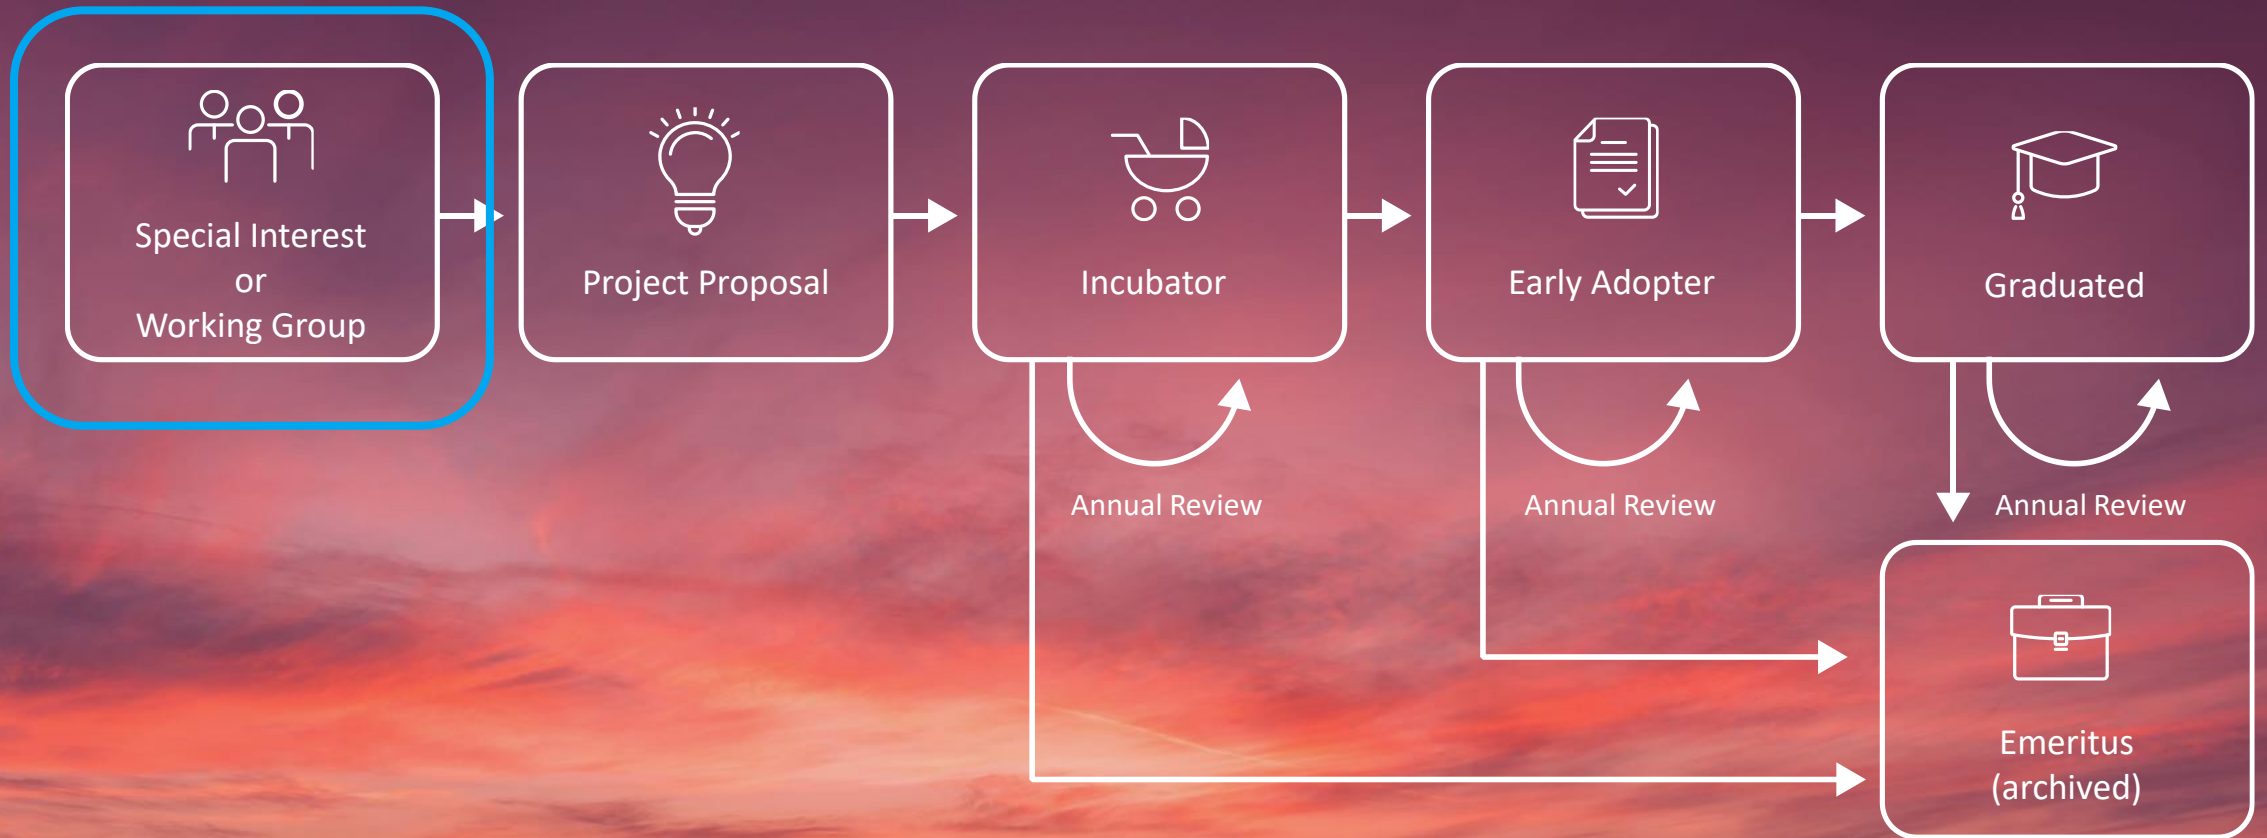 Special Interest
or
Working Group
Project Proposal
Incubator
Early Adopter
Graduated
Annual Review
Annual Review
Annual Review
Emeritus
(archived)